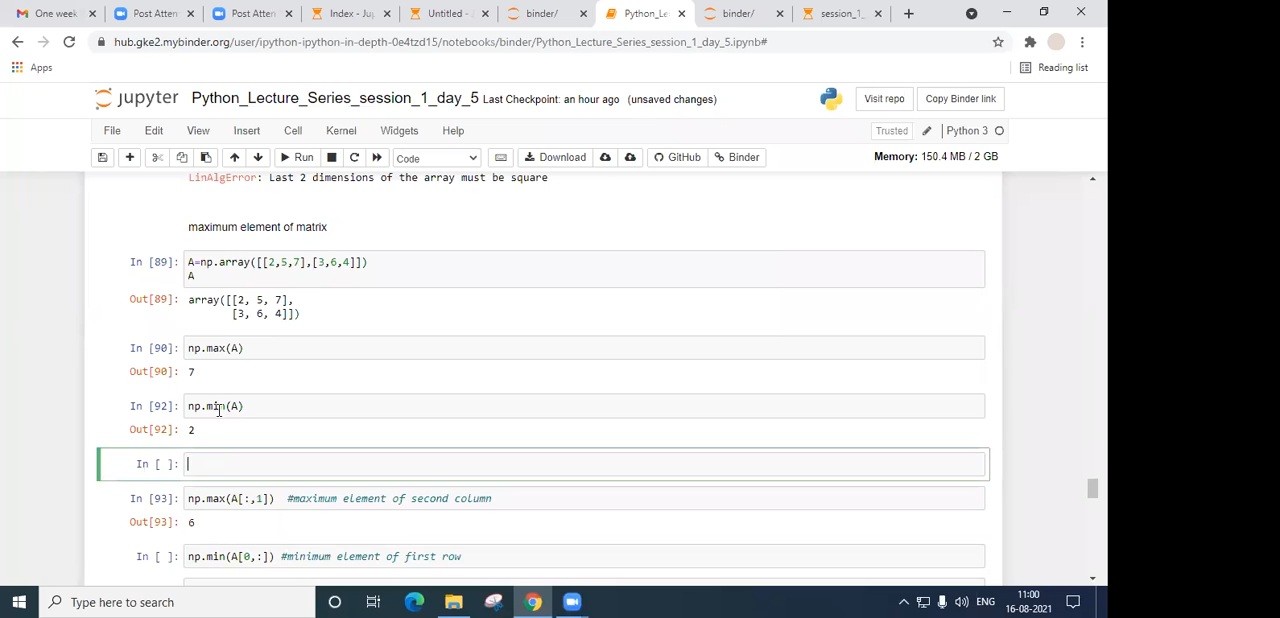 One week
Post Atten
Post Atten
Index - Ju
Untitled -
binder/
Python_Le
binder/
session_1_
hub.gke2.mybinder.org/user/ipython-ipython-in-depth-0e4tzd15/notebooks/binder/Python_Lecture_Series_session_1_day_5.ipynb#
Apps
Reading list
jupyter Python_Lecture_Series_session_1_day_5 Last Checkpoint: an hour ago (unsaved changes)
Visit repo
Copy Binder link
File Edit View Insert Cell Kernel Widgets Help
Trusted
Python 3
Run
Code
Download
GitHub
Binder
Memory: 150.4 MB / 2 GB
LinAlgError: Last 2 dimensions of the array must be square
maximum element of matrix
In [89]: A=np.array([[2,5,7],[3,6,4]])
A
Out[89]: array([[2, 5, 7],
[3, 6, 4]])
In [90]: np.max(A)
Out[90]: 7
In [92]: np.min(A)
Out[92]: 2
In [ ]:
In [93]: np.max(A[:,1]) #maximum element of second column
Out[93]: 6
In [ ]: np.min(A[0,:]) #minimum element of first row
Type here to search
ENG
11:00
16-08-2021